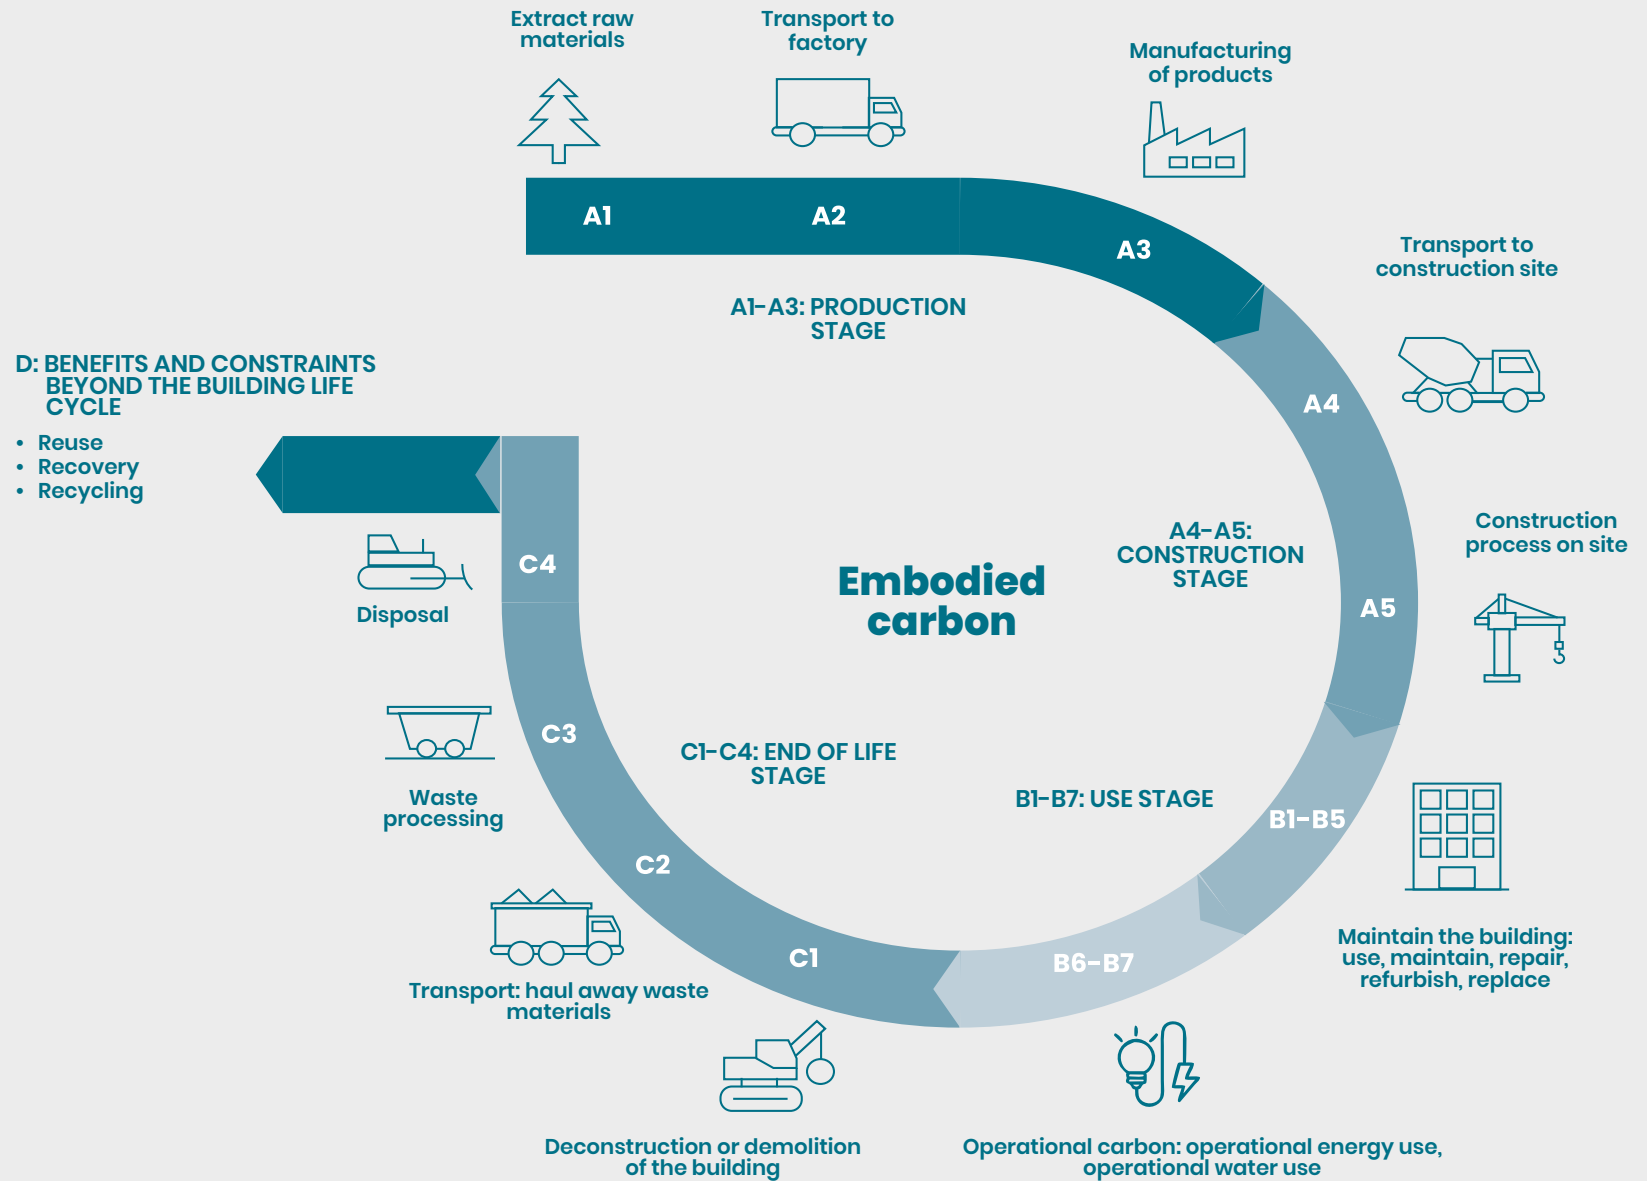 Extract raw
materials
Transport to
factory
Manufacturing
of products
A1
A2
A3
Transport to
construction site
A1-A3: PRODUCTION
STAGE
A4
D: BENEFITS AND CONSTRAINTS
BEYOND THE BUILDING LIFE
CYCLE
• Reuse
• Recovery
• Recycling
Construction
process on site
A4-A5:
CONSTRUCTION
STAGE
Embodied
carbon
A5
C4
Disposal
C3
Waste
processing
C1-C4: END OF LIFE
STAGE
B1-B7: USE STAGE
B1-B5
Maintain the building:
use, maintain, repair,
refurbish, replace
C2
Transport: haul away waste
materials
C1
B6-B7
Deconstruction or demolition
of the building
Operational carbon: operational energy use,
operational water use